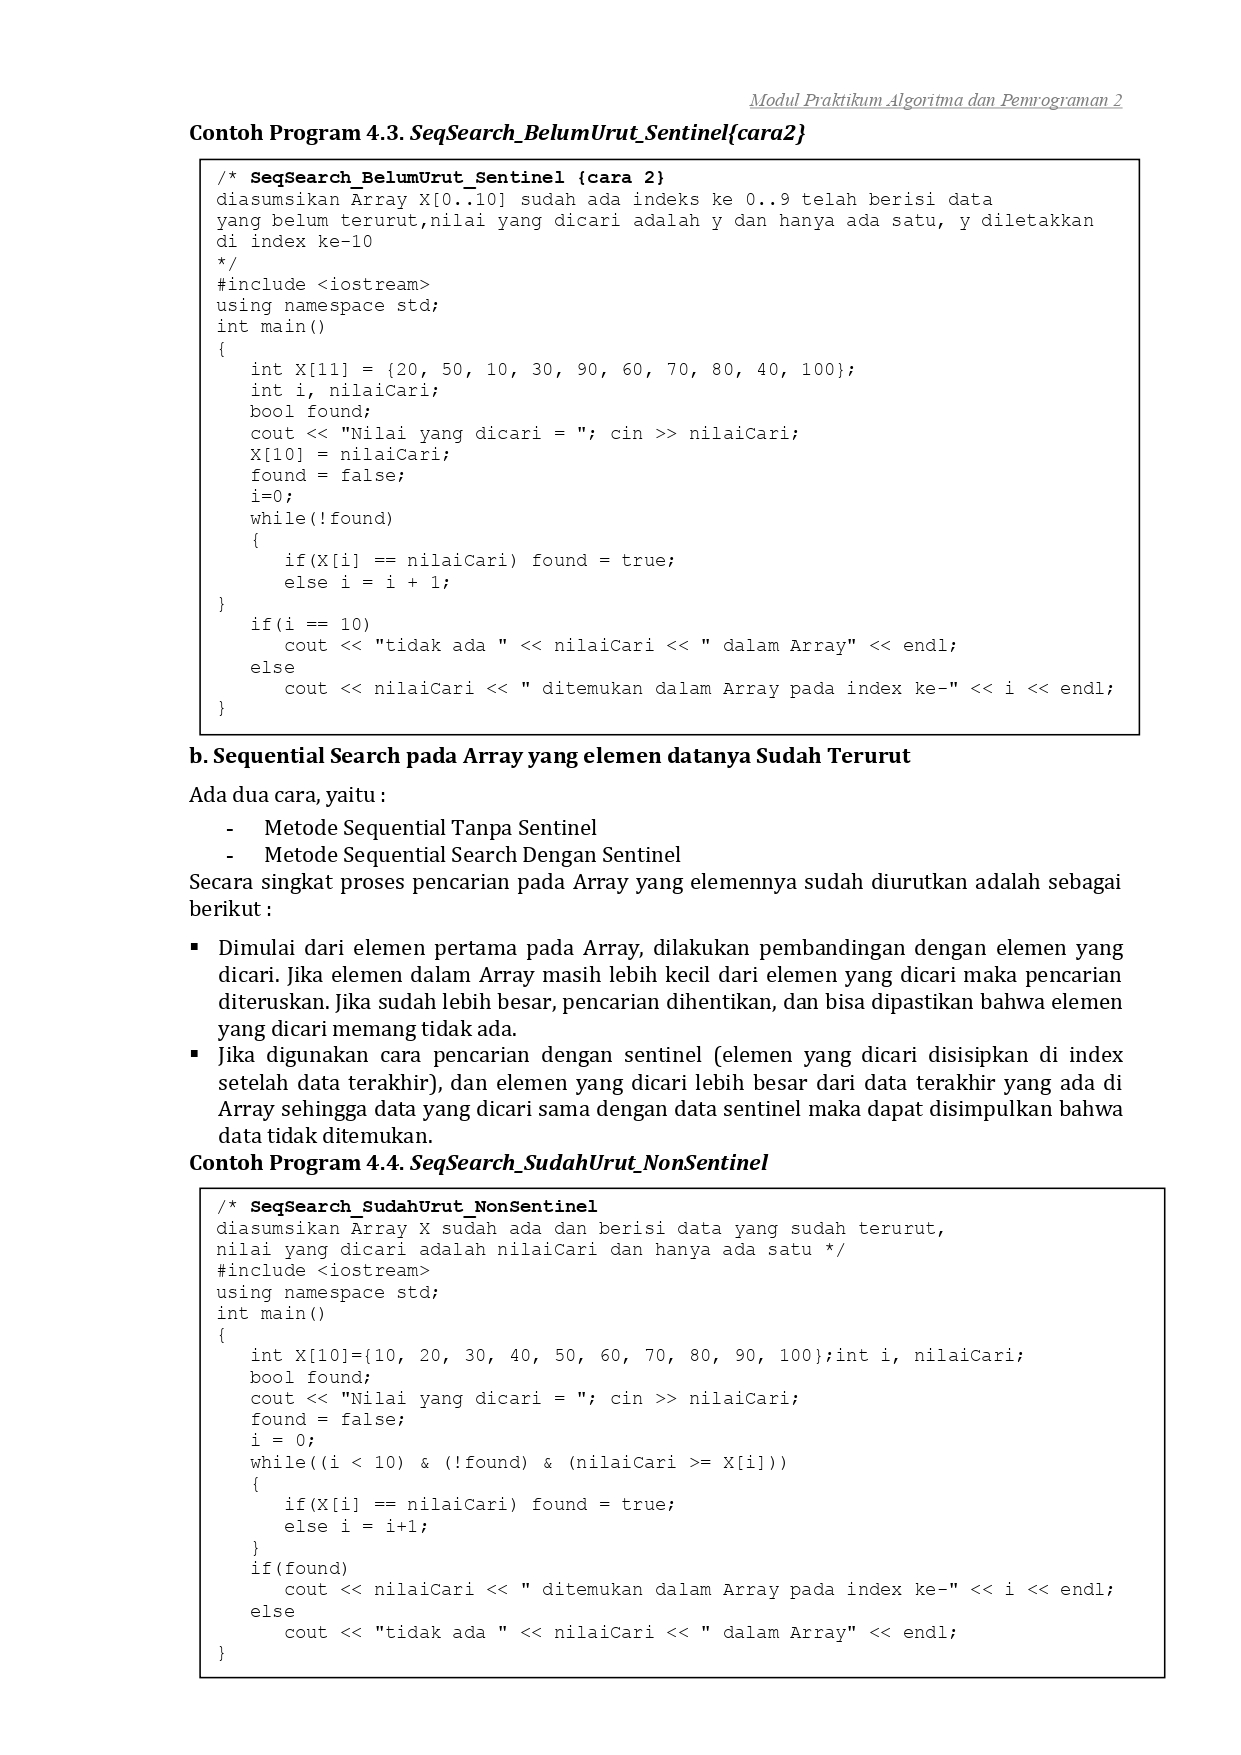 Modul Praktikum Algoritma dan Pemrograman 2
Contoh Program 4.3. SeqSearch_BelumUrut_Sentinel{cara2}
/* SeqSearch_BelumUrut_Sentinel {cara 2}
diasumsikan Array X[0..10] sudah ada indeks ke 0..9 telah berisi data
yang belum terurut,nilai yang dicari adalah y dan hanya ada satu, y diletakkan
di index ke-10
*/
#include <iostream>
using namespace std;
int main()
{
int X[11] = {20, 50, 10, 30, 90, 60, 70, 80, 40, 100};
int i, nilaiCari;
bool found;
cout << "Nilai yang dicari = "; cin >> nilaiCari;
X[10] = nilaiCari;
found = false;
i=0;
while(!found)
{
if(X[i] == nilaiCari) found = true;
else i = i + 1;
}
if(i == 10)
cout << "tidak ada " << nilaiCari << " dalam Array" << endl;
else
cout << nilaiCari << " ditemukan dalam Array pada index ke-" << i << endl;
}
b. Sequential Search pada Array yang elemen datanya Sudah Terurut
Ada dua cara, yaitu :
- Metode Sequential Tanpa Sentinel
- Metode Sequential Search Dengan Sentinel
Secara singkat proses pencarian pada Array yang elemennya sudah diurutkan adalah sebagai
berikut :
▪ Dimulai dari elemen pertama pada Array, dilakukan pembandingan dengan elemen yang
dicari. Jika elemen dalam Array masih lebih kecil dari elemen yang dicari maka pencarian
diteruskan. Jika sudah lebih besar, pencarian dihentikan, dan bisa dipastikan bahwa elemen
yang dicari memang tidak ada.
▪ Jika digunakan cara pencarian dengan sentinel (elemen yang dicari disisipkan di index
setelah data terakhir), dan elemen yang dicari lebih besar dari data terakhir yang ada di
Array sehingga data yang dicari sama dengan data sentinel maka dapat disimpulkan bahwa
data tidak ditemukan.
Contoh Program 4.4. SeqSearch_SudahUrut_NonSentinel
/* SeqSearch_SudahUrut_NonSentinel
diasumsikan Array X sudah ada dan berisi data yang sudah terurut,
nilai yang dicari adalah nilaiCari dan hanya ada satu */
#include <iostream>
using namespace std;
int main()
{
int X[10]={10, 20, 30, 40, 50, 60, 70, 80, 90, 100};int i, nilaiCari;
bool found;
cout << "Nilai yang dicari = "; cin >> nilaiCari;
found = false;
i = 0;
while((i < 10) & (!found) & (nilaiCari >= X[i]))
{
if(X[i] == nilaiCari) found = true;
else i = i+1;
}
if(found)
cout << nilaiCari << " ditemukan dalam Array pada index ke-" << i << endl;
else
cout << "tidak ada " << nilaiCari << " dalam Array" << endl;
}